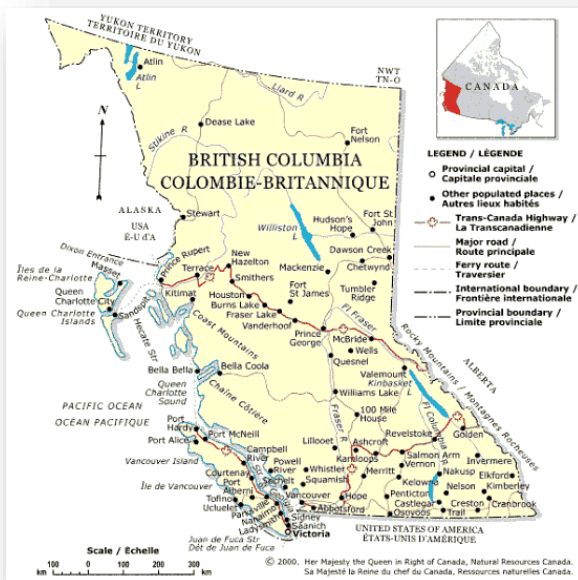 YUKON TERRITORY
TERRITOIRE DU YUKON
NWT
TN-O
CANADA
Atlin
Atlin
L
Liard R
N
Dease Lake
Stikine R
Fort
Nelson
BRITISH COLUMBIA
COLOMBIE-BRITANNIQUE
LEGEND / LÉGENDE
Provincial capital /
Capitale provinciale
Other populated places /
Autres lieux habités
Trans-Canada Highway /
La Transcanadienne
Major road /
Route principale
Ferry route /
Traversier
International boundary /
Frontière internationale
Provincial boundary /
Limite provinciale
ALASKA
USA
É-U d'A
Stewart
Williston
L
Hudson's
Hope
Fort St
John
Dawson Creek
Chetwynd
Mackenzie
Tumbler
Ridge
Dixon Entrance
Îles de la
Reine-Charlotte
Masset
Prince Rupert
Terrace
New
Hazelton
Smithers
Kitimat
Queen
Charlotte City
Sandspit
Queen Charlotte
Islands
Hecate Str
Houston
Burns Lake
Fraser Lake
Vanderhoof
Fort
St James
Prince
George
Fl Fraser
McBride
Rocky Mountains / Montagnes Rocheuses
ALBERTA
Coast Mountains
Wells
Quesnel
Valemount
Kinbasket
L
Bella Bella
Bella Coola
Queen
Charlotte
Sound
Chaîne Côtière
Williams Lake
Fraser R
100 Mile
House
Fl Columbia
PACIFIC OCEAN
OCÉAN PACIFIQUE
Port
Hardy
Port McNeill
Port Alice
Lillooet
Ashcroft
Kamloops
Revelstoke
Golden
Salmon Arm
Vernon
Vancouver Island
Île de Vancouver
Campbell
River
Courtenay
Powell
River
Sechelt
Whistler
Squamish
Merritt
Kelowna
Nakusp
Invermere
Elkford
Nelson
Kimberley
Port
Alberni
Tofino
Ucluelet
Parksville
Nanaimo
Ladysmith
Vancouver
Abbotsford
Hope
Penticton
Castlegar
Osoyoos
Trail
Creston
Cranbrook
Sidney
Saanich
Victoria
Juan de Fuca Str
Dét de Juan de Fuca
UNITED STATES OF AMERICA
ÉTATS-UNIS D'AMÉRIQUE
Scale / Échelle
100 0 100 200 300
km km
© 2000. Her Majesty the Queen in Right of Canada, Natural Resources Canada.
Sa Majesté la Reine du chef du Canada, Ressources naturelles Canada.